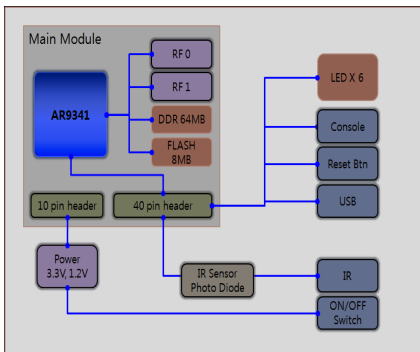 Main Module
RF 0
RF 1
AR9341
DDR 64MB
FLASH
8MB
10 pin header
40 pin header
LED X 6
Console
Reset Btn
USB
Power
3.3V, 1.2V
IR Sensor
Photo Diode
IR
ON/OFF
Switch